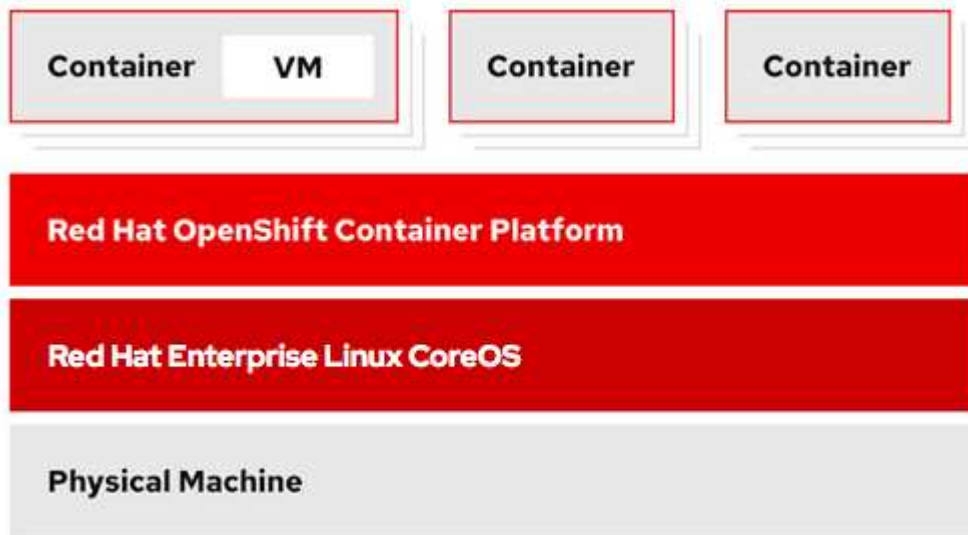 Container VM Container Container
Red Hat OpenShift Container Platform
Red Hat Enterprise Linux CoreOS
Physical Machine